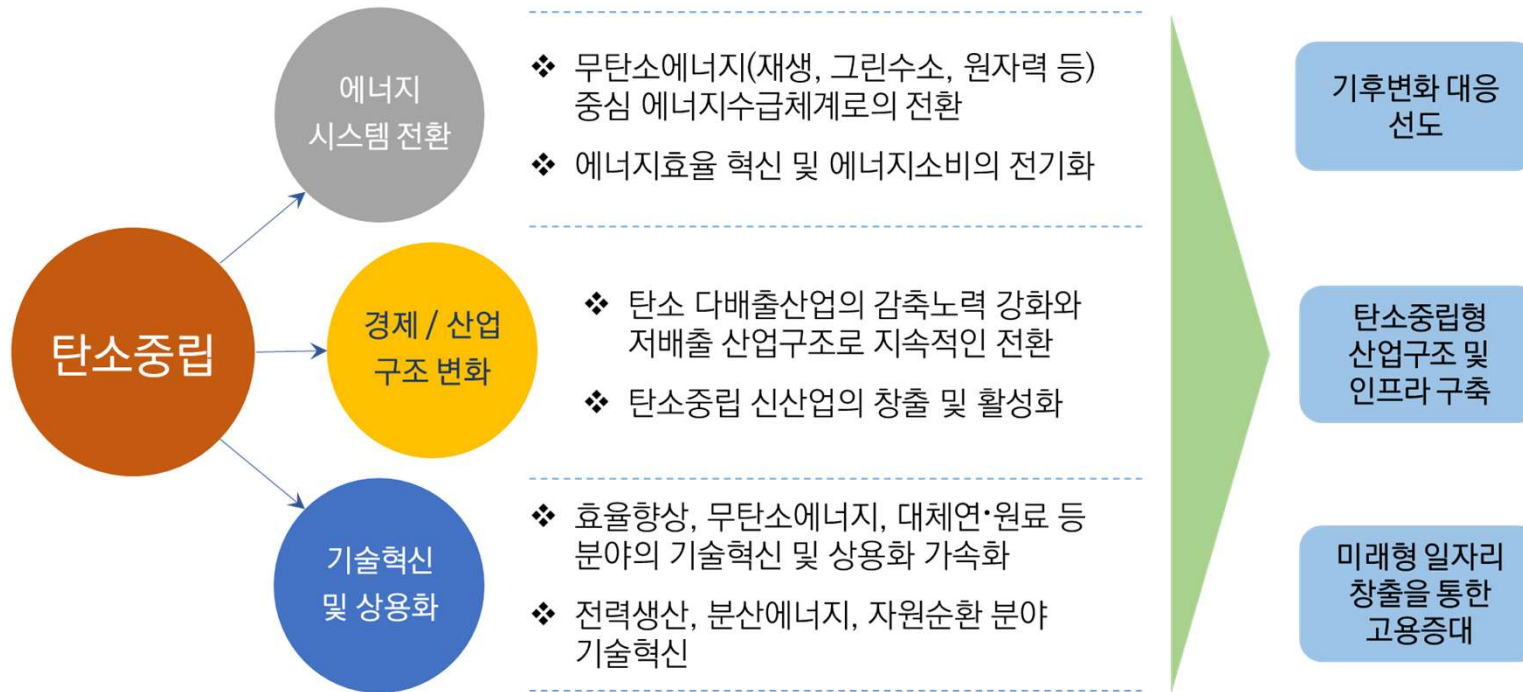 탄소중립
에너지
시스템 전환
❖ 무탄소에너지(재생, 그린수소, 원자력 등)
중심 에너지수급체계로의 전환
❖ 에너지효율 혁신 및 에너지소비의 전기화
경제 / 산업
구조 변화
❖ 탄소 다배출산업의 감축노력 강화와
저배출 산업구조로 지속적인 전환
❖ 탄소중립 신산업의 창출 및 활성화
기술혁신
및 상용화
❖ 효율향상, 무탄소에너지, 대체연·원료 등
분야의 기술혁신 및 상용화 가속화
❖ 전력생산, 분산에너지, 자원순환 분야
기술혁신
기후변화 대응
선도
탄소중립형
산업구조 및
인프라 구축
미래형 일자리
창출을 통한
고용증대